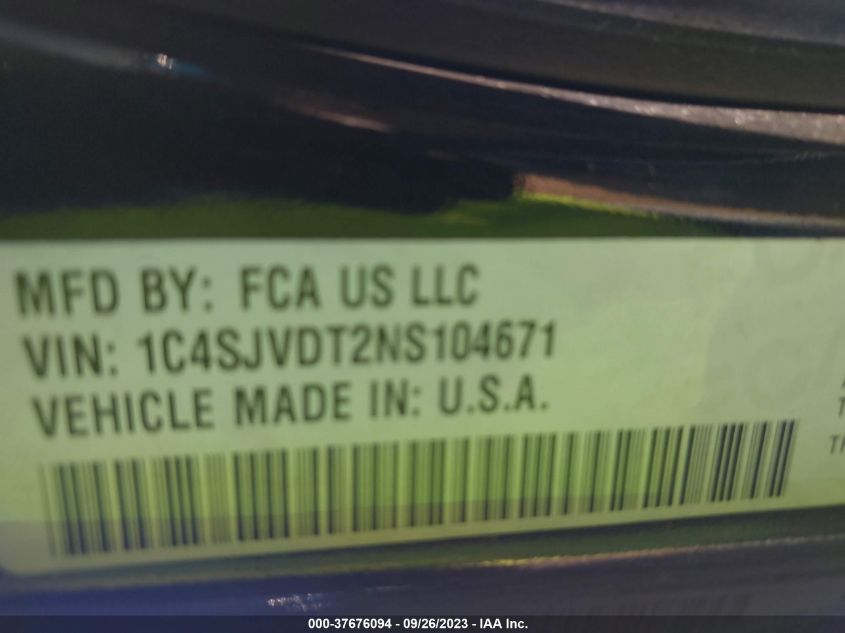 MFD BY: FCA US LLC
VIN: 1C4SJVDT2NS104671
VEHICLE MADE IN: U.S.A.
000-37676094 - 09/26/2023 - IAA Inc.